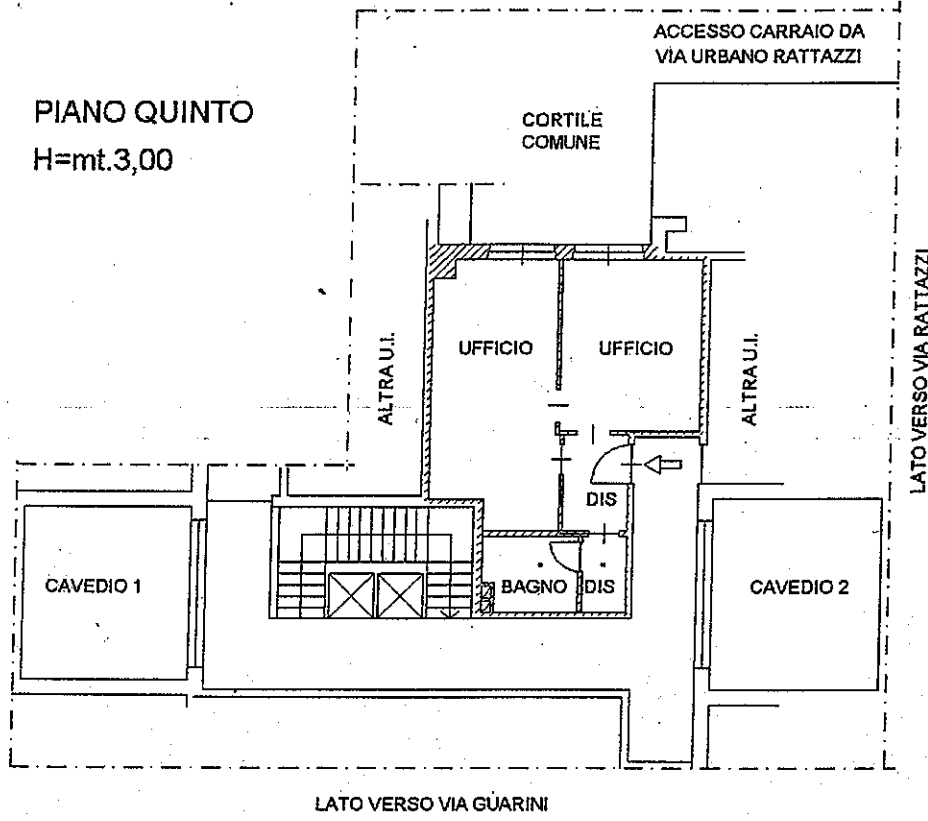 ACCESSO CARRAIO DA
VIA URBANO RATTAZZI
PIANO QUINTO
H=mt.3,00
CORTILE
COMUNE
ALTRA U.I.
UFFICIO
UFFICIO
ALTRA U.I.
LATO VERSO VIA RATTAZZI
DIS
CAVEDIO 1
BAGNO
DIS
CAVEDIO 2
LATO VERSO VIA GUARINI